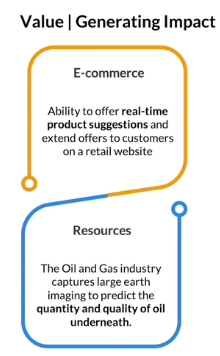 Value | Generating Impact
E-commerce
Ability to offer real-time
product suggestions and
extend offers to customers
on a retail website
Resources
The Oil and Gas industry
captures large earth
imaging to predict the
quantity and quality of oil
underneath.